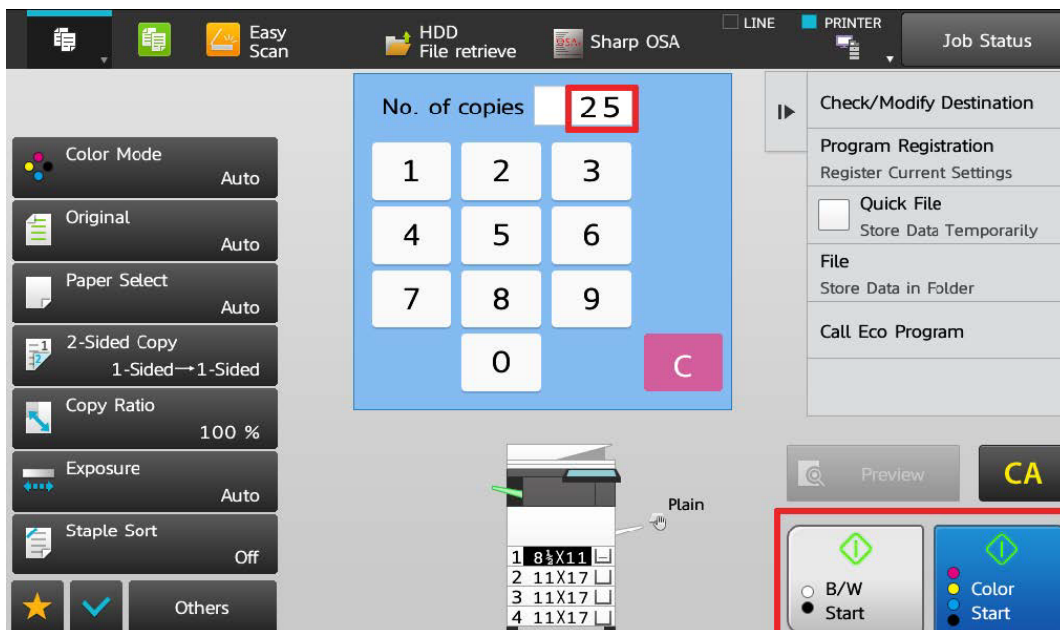 LINE
PRINTER
Easy
Scan
HDD
File retrieve
OSA
Sharp OSA
Job Status
No. of copies 25
1 2 3
4 5 6
7 8 9
0 C
Color Mode
Auto
Original
Auto
Paper Select
Auto
1
2
2-Sided Copy
1-Sided→1-Sided
Copy Ratio
100 %
Exposure
Auto
Staple Sort
Off
Others
Plain
1 8½X11
2 11X17
3 11X17
4 11X17
Check/Modify Destination
Program Registration
Register Current Settings
Quick File
Store Data Temporarily
File
Store Data in Folder
Call Eco Program
Preview
CA
B/W
Start
Color
Start